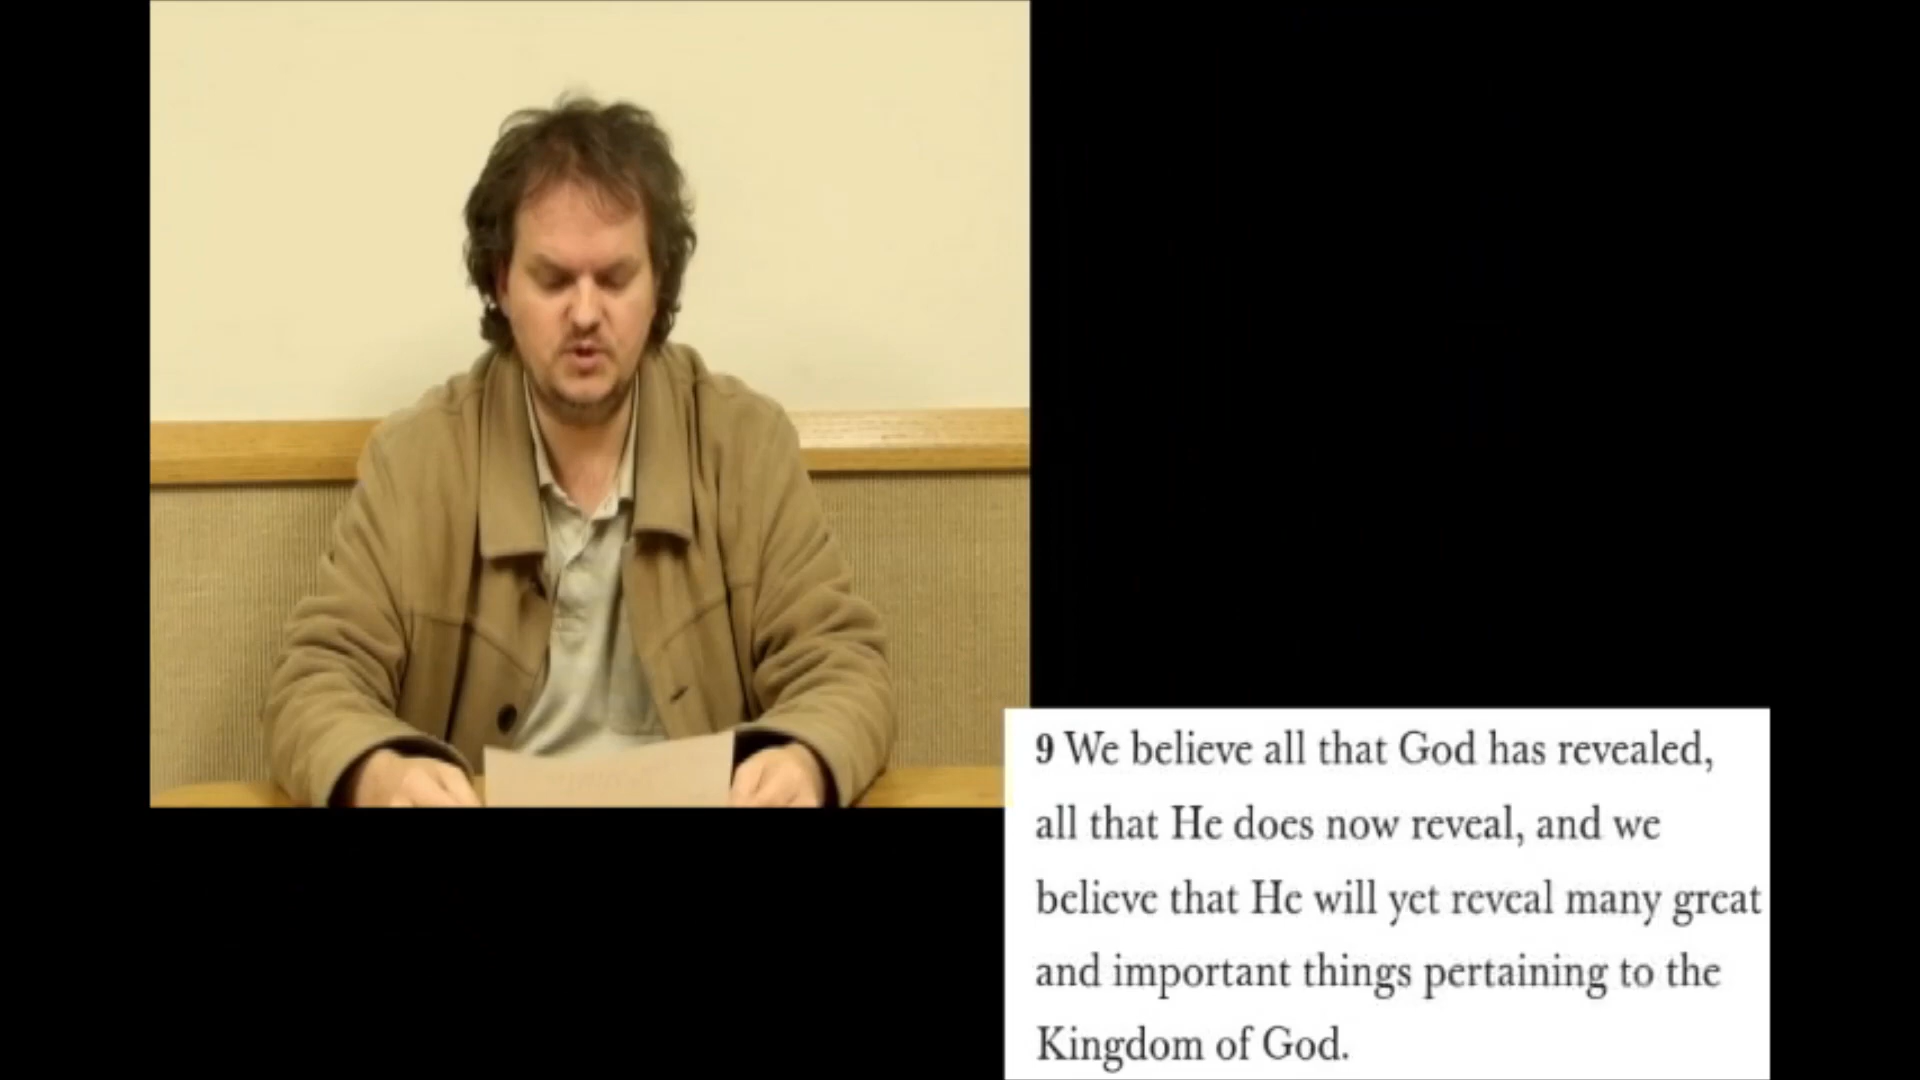 9 We believe all that God has revealed,
all that He does now reveal, and we
believe that He will yet reveal many great
and important things pertaining to the
Kingdom of God.